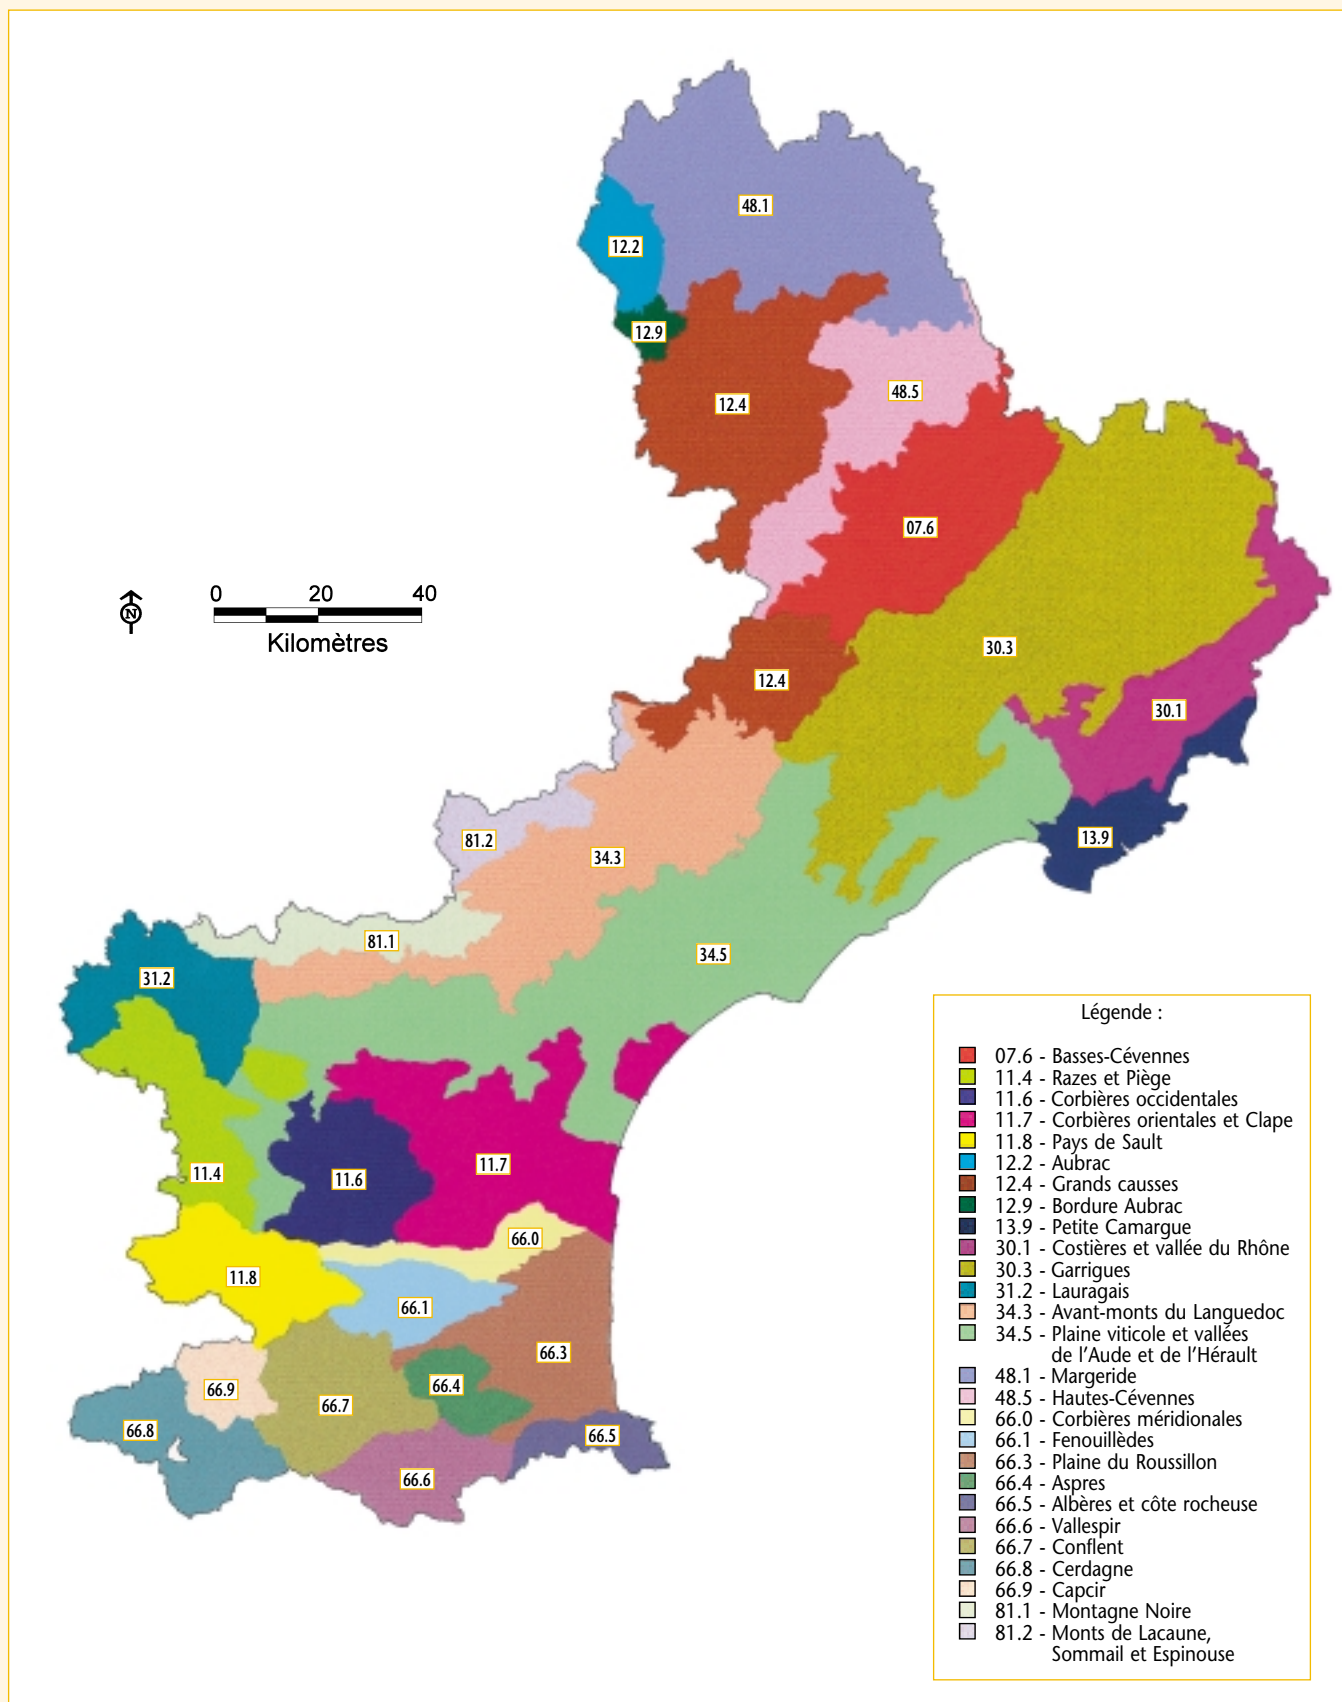 48.1
12.2
12.9
48.5
12.4
07.6
N
0 20 40
Kilomètres
30.3
12.4
30.1
13.9
81.2
34.3
81.1
34.5
31.2
11.4
11.6
11.7
66.0
11.8
66.1
66.3
66.4
66.9
66.7
66.8
66.5
66.6
Légende :
07.6 - Basses-Cévennes
11.4 - Razes et Piège
11.6 - Corbières occidentales
11.7 - Corbières orientales et Clape
11.8 - Pays de Sault
12.2 - Aubrac
12.4 - Grands causses
12.9 - Bordure Aubrac
13.9 - Petite Camargue
30.1 - Costières et vallée du Rhône
30.3 - Garrigues
31.2 - Lauragais
34.3 - Avant-monts du Languedoc
34.5 - Plaine viticole et vallées
de l'Aude et de l'Hérault
48.1 - Margeride
48.5 - Hautes-Cévennes
66.0 - Corbières méridionales
66.1 - Fenouillèdes
66.3 - Plaine du Roussillon
66.4 - Aspres
66.5 - Albères et côte rocheuse
66.6 - Vallespir
66.7 - Conflent
66.8 - Cerdagne
66.9 - Capcir
81.1 - Montagne Noire
81.2 - Monts de Lacaune,
Sommail et Espinouse